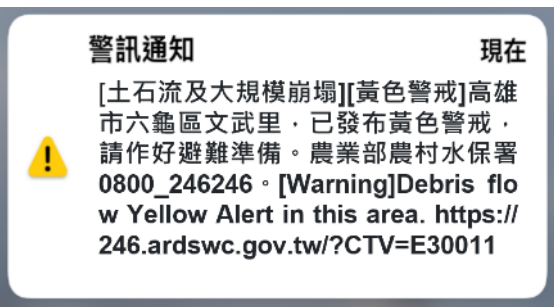 警訊通知 現在
[土石流及大規模崩塌][黃色警戒]高雄
市六龜區文武里，已發布黃色警戒，
請作好避難準備。農業部農村水保署
0800_246246。[Warning]Debris flo
w Yellow Alert in this area. https://
246.ardswc.gov.tw/?CTV=E30011